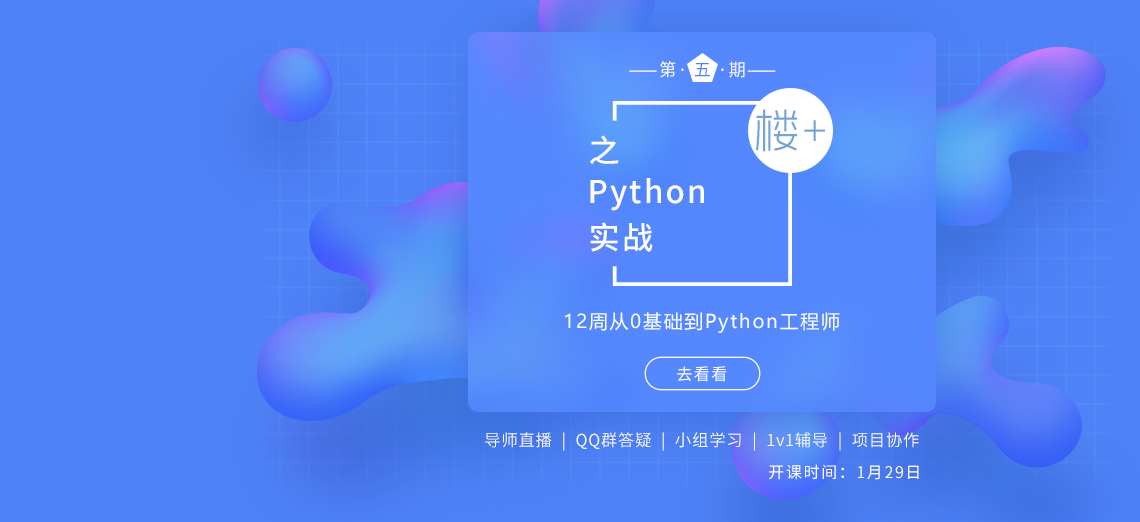 第·五·期
楼+
之
Python
实战
12周从0基础到Python工程师
去看看
导师直播 | QQ群答疑 | 小组学习 | 1v1辅导 | 项目协作
开课时间：1月29日